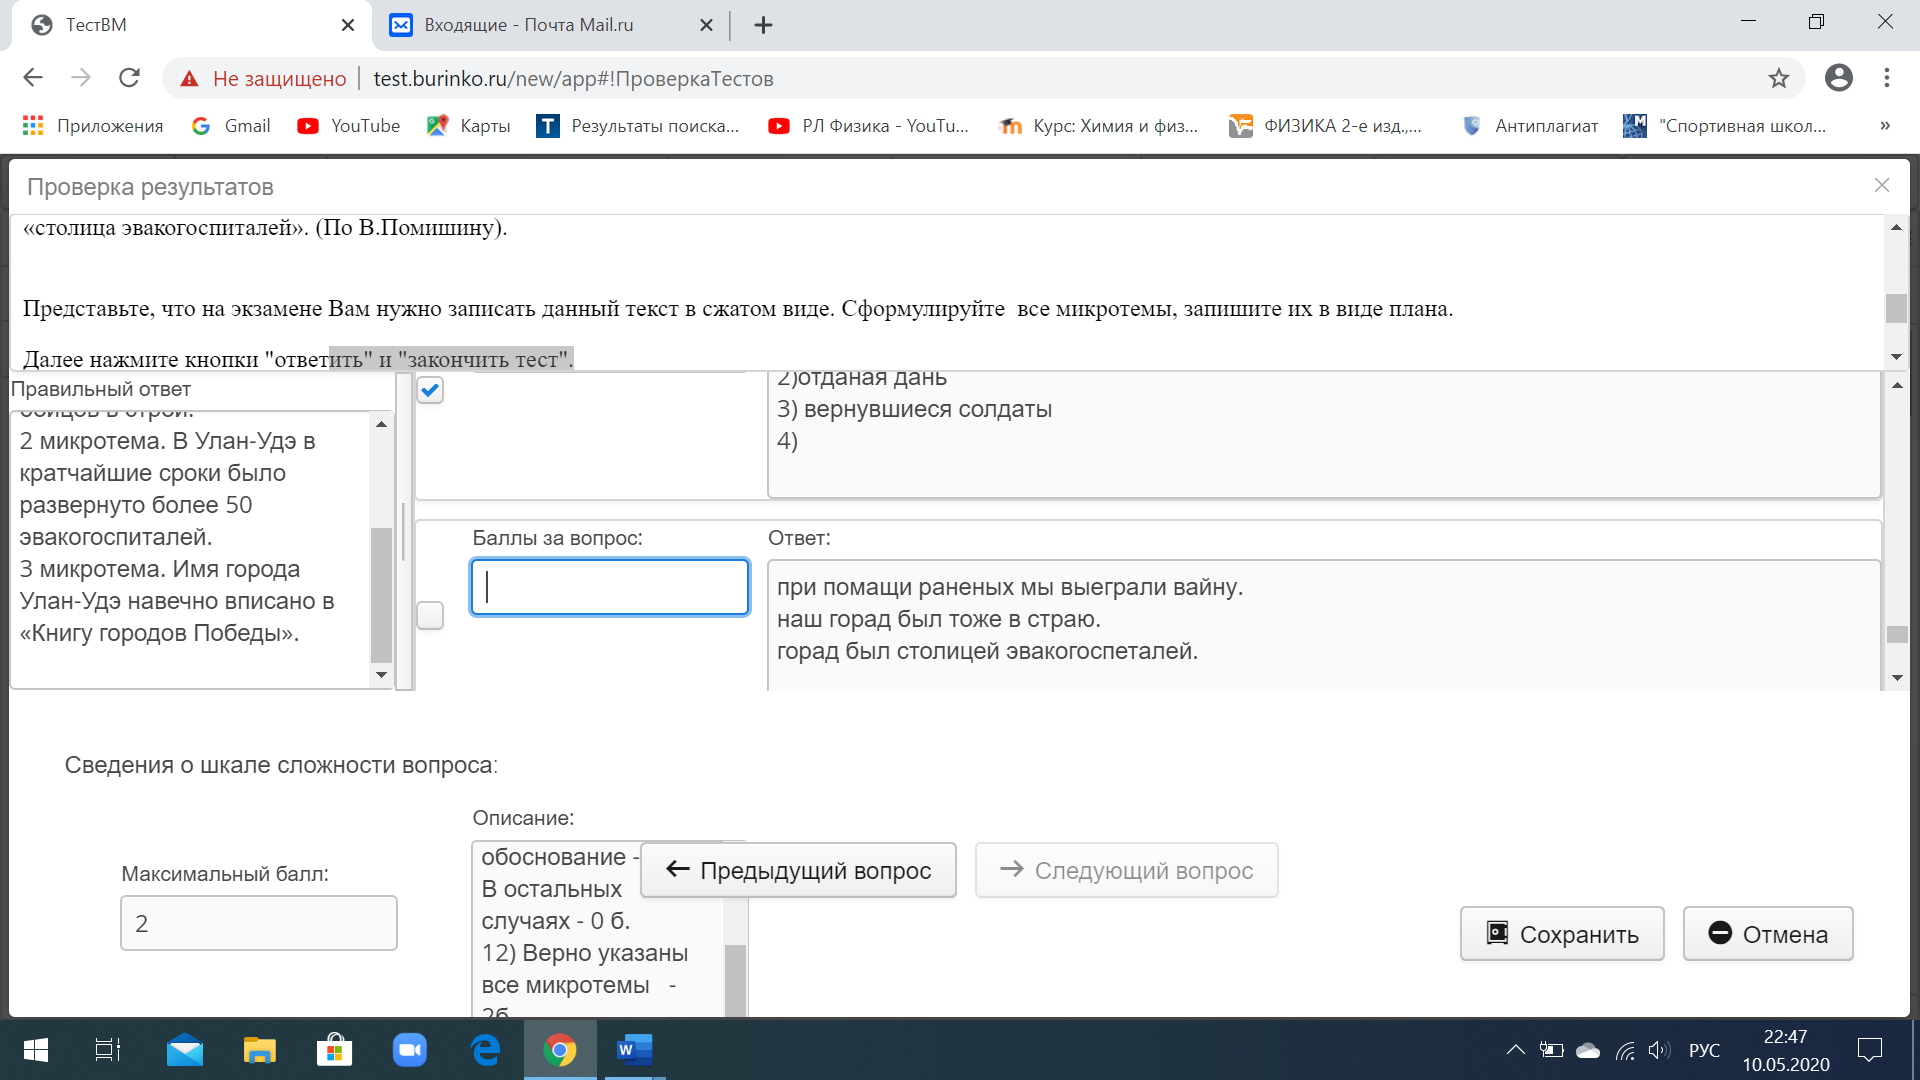 ТестВМ
Входящие - Почта Mail.ru
Не защищено
test.burinko.ru/new/app#!ПроверкаТестов
Приложения
Gmail
YouTube
Карты
Результаты поиска...
РЛ Физика - YouTu...
Курс: Химия и физ...
ФИЗИКА 2-е изд.,...
Антиплагиат
"Спортивная школ...
»
Проверка результатов
«столица эвакогоспиталей». (По В.Помишину).
Представьте, что на экзамене Вам нужно записать данный текст в сжатом виде. Сформулируйте  все микротемы, запишите их в виде плана.
Далее нажмите кнопки "ответить" и "закончить тест".
Правильный ответ
бойцов в строй.
2 микротема. В Улан-Удэ в
кратчайшие сроки было
развернуто более 50
эвакогоспиталей.
3 микротема. Имя города
Улан-Удэ навечно вписано в
«Книгу городов Победы».
2)отданая дань
3) вернувшиеся солдаты
4)
Баллы за вопрос:
Ответ:
при помащи раненых мы выеграли вайну.
наш горад был тоже в страю.
горад был столицей эвакогоспеталей.
Сведения о шкале сложности вопроса:
Описание:
Максимальный балл:
2
обоснование -
В остальных
случаях - 0 б.
12) Верно указаны
все микротемы   -
2б
Предыдущий вопрос
Следующий вопрос
Сохранить
Отмена
РУС
22:47
10.05.2020